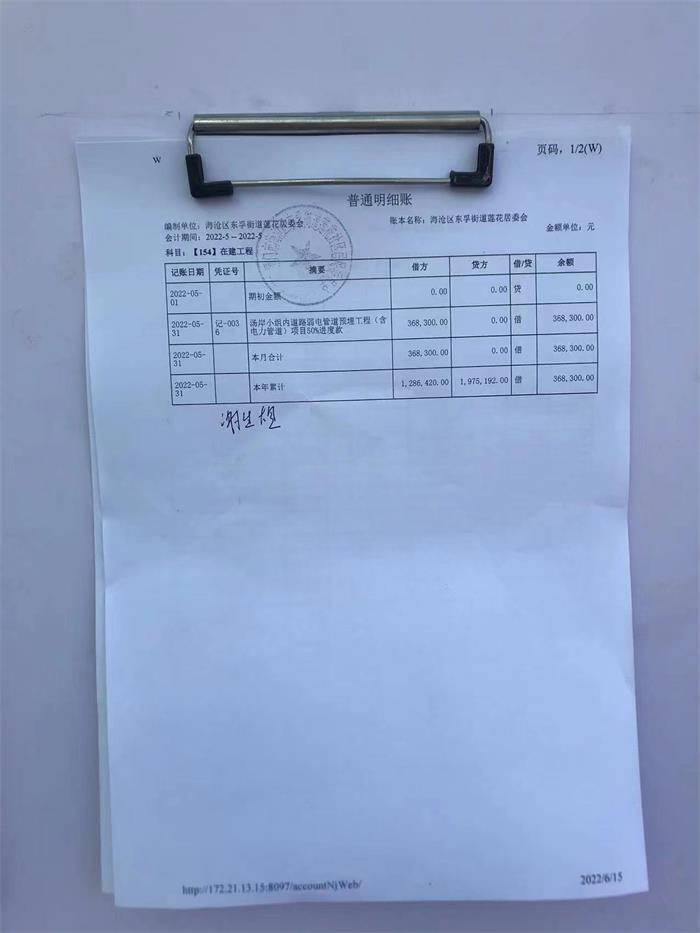 W
页码, 1/2(W)
普通明细账
编制单位: 海沧区东孚街道莲花居委会 账本名称: 海沧区东孚街道莲花居委会
会计期间: 2022-5 -- 2022-5 金额单位: 元
科目: 【154】在建工程
记账日期 凭证号 摘要 借方 贷方 借/贷 余额
2022-05-01 期初金额 0.00 0.00 贷 0.00
2022-05-31 记-0036 汤岸小组内道路弱电管道预埋工程（含电力管道）项目50%进度款 368,300.00 0.00 借 368,300.00
2022-05-31 本月合计 368,300.00 0.00 借 368,300.00
2022-05-31 本年累计 1,286,420.00 1,975,192.00 借 368,300.00
http://172.21.13.15:8097/accountNjWeb/ 2022/6/15